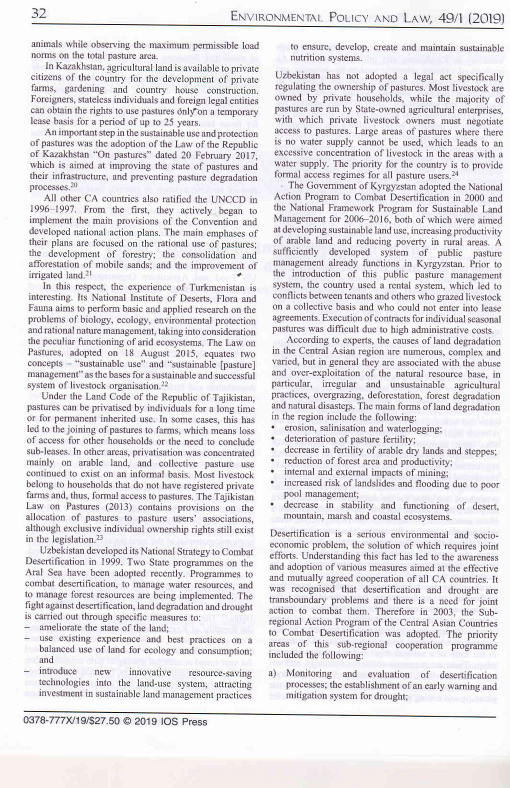 32
ENVIRONMENTAL POLICY AND LAW, 49/1 (2019)
animals while observing the maximum permissible load
norms on the total pasture area.
In Kazakhstan, agricultural land is available to private
citizens of the country for the development of private
farms, gardening and country house construction.
Foreigners, stateless individuals and foreign legal entities
can obtain the rights to use pastures only on a temporary
lease basis for a period of up to 25 years.
An important step in the sustainable use and protection
of pastures was the adoption of the Law of the Republic
of Kazakhstan “On pastures” dated 20 February 2017,
which is aimed at improving the state of pastures and
their infrastructure, and preventing pasture degradation
processes.20
All other CA countries also ratified the UNCCD in
1996–1997. From the first, they actively began to
implement the main provisions of the Convention and
developed national action plans. The main emphases of
their plans are focused on the rational use of pastures;
the development of forestry; the consolidation and
afforestation of mobile sands; and the improvement of
irrigated land.21
In this respect, the experience of Turkmenistan is
interesting. Its National Institute of Deserts, Flora and
Fauna aims to perform basic and applied research on the
problems of biology, ecology, environmental protection
and rational nature management, taking into consideration
the peculiar functioning of arid ecosystems. The Law on
Pastures, adopted on 18 August 2015, equates two
concepts – “sustainable use” and “sustainable [pasture]
management” as the bases for a sustainable and successful
system of livestock organisation.22
Under the Land Code of the Republic of Tajikistan,
pastures can be privatised by individuals for a long time
or for permanent inherited use. In some cases, this has
led to the joining of pastures to farms, which means loss
of access for other households or the need to conclude
sub-leases. In other areas, privatisation was concentrated
mainly on arable land, and collective pasture use
continued to exist on an informal basis. Most livestock
belong to households that do not have registered private
farms and, thus, formal access to pastures. The Tajikistan
Law on Pastures (2013) contains provisions on the
allocation of pastures to pasture users’ associations,
although exclusive individual ownership rights still exist
in the legislation.23
Uzbekistan developed its National Strategy to Combat
Desertification in 1999. Two State programmes on the
Aral Sea have been adopted recently. Programmes to
combat desertification, to manage water resources, and
to manage forest resources are being implemented. The
fight against desertification, land degradation and drought
is carried out through specific measures to:
– ameliorate the state of the land;
– use existing experience and best practices on a
balanced use of land for ecology and consumption;
and
– introduce new innovative resource-saving
technologies into the land-use system, attracting
investment in sustainable land management practices
to ensure, develop, create and maintain sustainable
nutrition systems.
Uzbekistan has not adopted a legal act specifically
regulating the ownership of pastures. Most livestock are
owned by private households, while the majority of
pastures are run by State-owned agricultural enterprises,
with which private livestock owners must negotiate
access to pastures. Large areas of pastures where there
is no water supply cannot be used, which leads to an
excessive concentration of livestock in the areas with a
water supply. The priority for the country is to provide
formal access regimes for all pasture users.24
The Government of Kyrgyzstan adopted the National
Action Program to Combat Desertification in 2000 and
the National Framework Program for Sustainable Land
Management for 2006–2016, both of which were aimed
at developing sustainable land use, increasing productivity
of arable land and reducing poverty in rural areas. A
sufficiently developed system of public pasture
management already functions in Kyrgyzstan. Prior to
the introduction of this public pasture management
system, the country used a rental system, which led to
conflicts between tenants and others who grazed livestock
on a collective basis and who could not enter into lease
agreements. Execution of contracts for individual seasonal
pastures was difficult due to high administrative costs.
According to experts, the causes of land degradation
in the Central Asian region are numerous, complex and
varied, but in general they are associated with the abuse
and over-exploitation of the natural resource base, in
particular, irregular and unsustainable agricultural
practices, overgrazing, deforestation, forest degradation
and natural disasters. The main forms of land degradation
in the region include the following:
• erosion, salinisation and waterlogging;
• deterioration of pasture fertility;
• decrease in fertility of arable dry lands and steppes;
• reduction of forest area and productivity;
• internal and external impacts of mining;
• increased risk of landslides and flooding due to poor
pool management;
• decrease in stability and functioning of desert,
mountain, marsh and coastal ecosystems.
Desertification is a serious environmental and socio-
economic problem, the solution of which requires joint
efforts. Understanding this fact has led to the awareness
and adoption of various measures aimed at the effective
and mutually agreed cooperation of all CA countries. It
was recognised that desertification and drought are
transboundary problems and there is a need for joint
action to combat them. Therefore in 2003, the Sub-
regional Action Program of the Central Asian Countries
to Combat Desertification was adopted. The priority
areas of this sub-regional cooperation programme
included the following:
a) Monitoring and evaluation of desertification
processes; the establishment of an early warning and
mitigation system for drought;
0378-777X/19/$27.50 © 2019 IOS Press